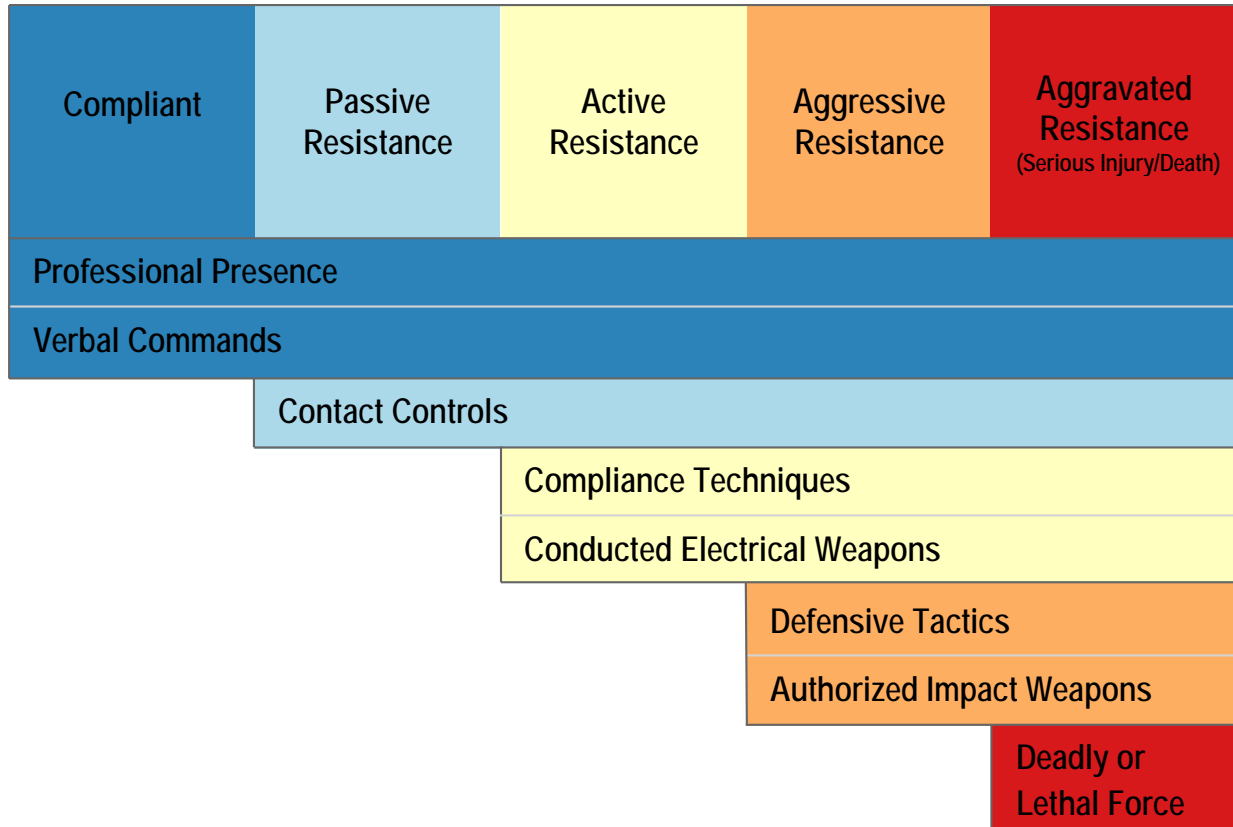 Compliant
Passive
Resistance
Active
Resistance
Aggressive
Resistance
Aggravated
Resistance
(Serious Injury/Death)
Professional Presence
Verbal Commands
Contact Controls
Compliance Techniques
Conducted Electrical Weapons
Defensive Tactics
Authorized Impact Weapons
Deadly or
Lethal Force